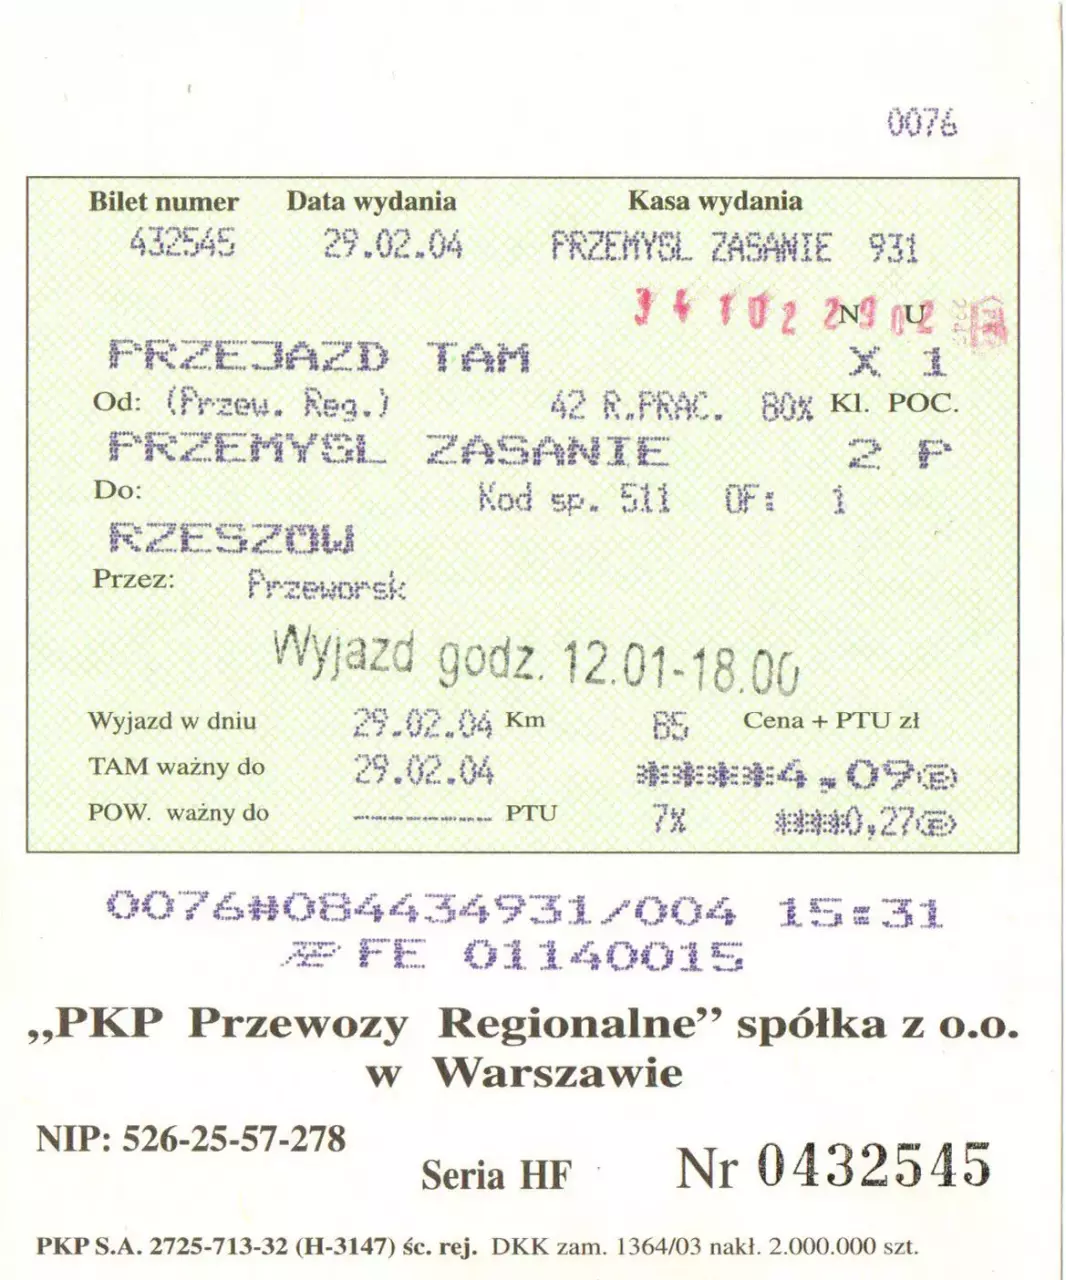 0076
Bilet numer Data wydania Kasa wydania
432545 29.02.04 PRZEMYSL ZASANIE 931
N U
PRZEJAZD TAM X 1
Od: (Przew. Reg.) 42 R.PRAC. 80% Kl. POC.
PRZEMYSL ZASANIE 2 P
Do: Kod sp. 511 OF: 1
RZESZOW
Przez: Przeworsk
Wyjazd godz. 12.01-18.00
Wyjazd w dniu 29.02.04 Km 85 Cena + PTU zł
TAM ważny do 29.02.04 *****4,09
POW. ważny do ---------- PTU 7% ****0,27
0076#084434931/004 15:31
FE 01140015
„PKP Przewozy Regionalne” spółka z o.o.
w Warszawie
NIP: 526-25-57-278
Seria HF Nr 0432545
PKP S.A. 2725-713-32 (H-3147) śc. rej. DKK zam. 1364/03 nakł. 2.000.000 szt.